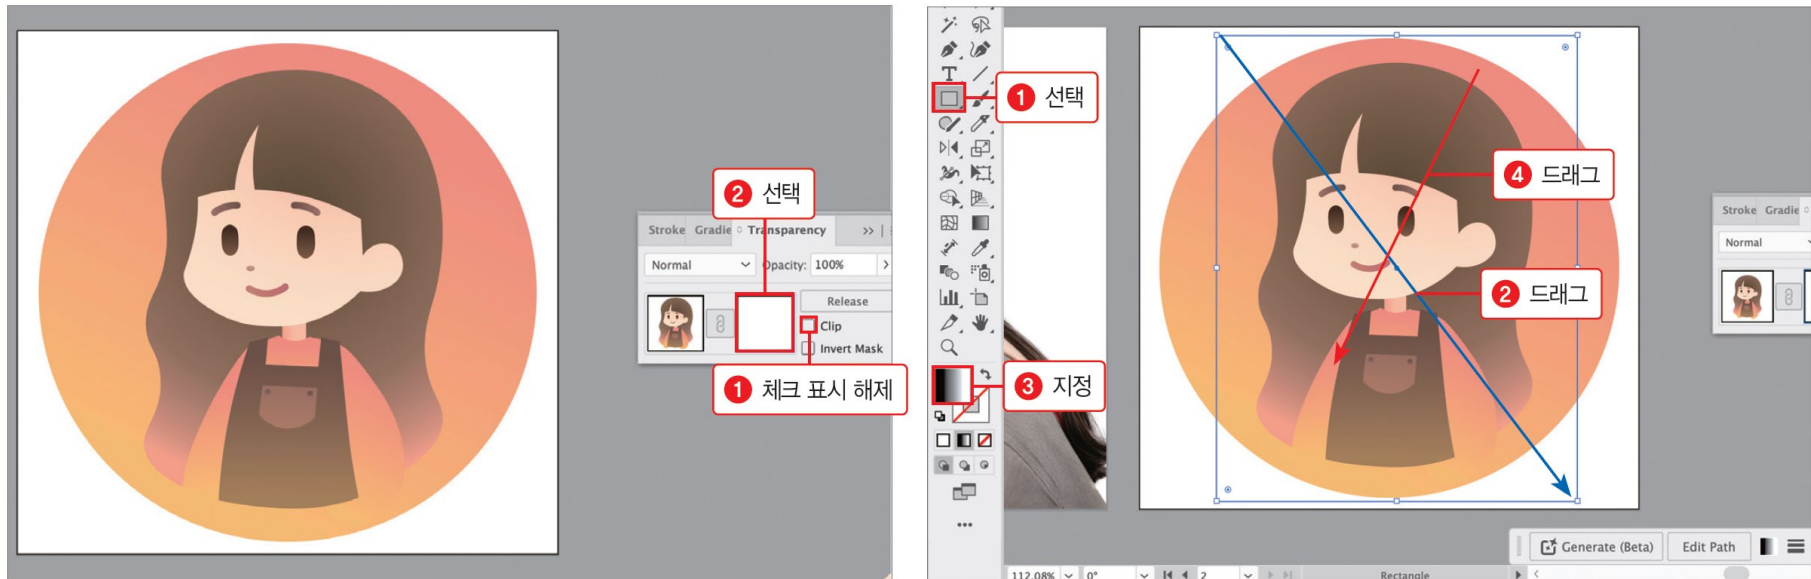 Stroke Gradie Transparency
Normal Opacity: 100%
Release
Clip
Invert Mask
2 선택
1 체크 표시 해제
T
1 선택
4 드래그
2 드래그
3 지정
Stroke Gradie
Normal
Generate (Beta) Edit Path
112.08% 0° 2 Rectangle